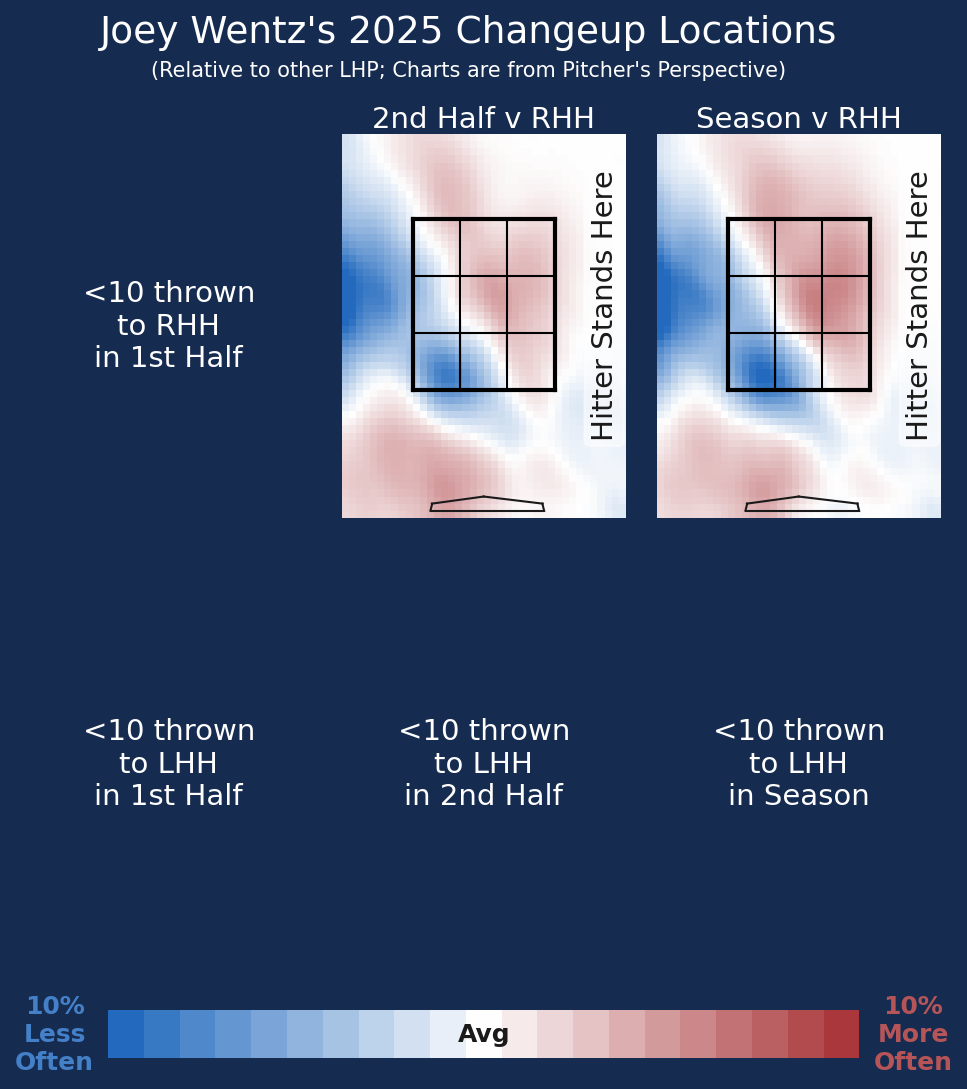 Joey Wentz's 2025 Changeup Locations
(Relative to other LHP; Charts are from Pitcher's Perspective)
2nd Half v RHH
Season v RHH
<10 thrown
to RHH
in 1st Half
Hitter Stands Here
Hitter Stands Here
<10 thrown
to LHH
in 1st Half
<10 thrown
to LHH
in 2nd Half
<10 thrown
to LHH
in Season
10%
Less
Often
Avg
10%
More
Often